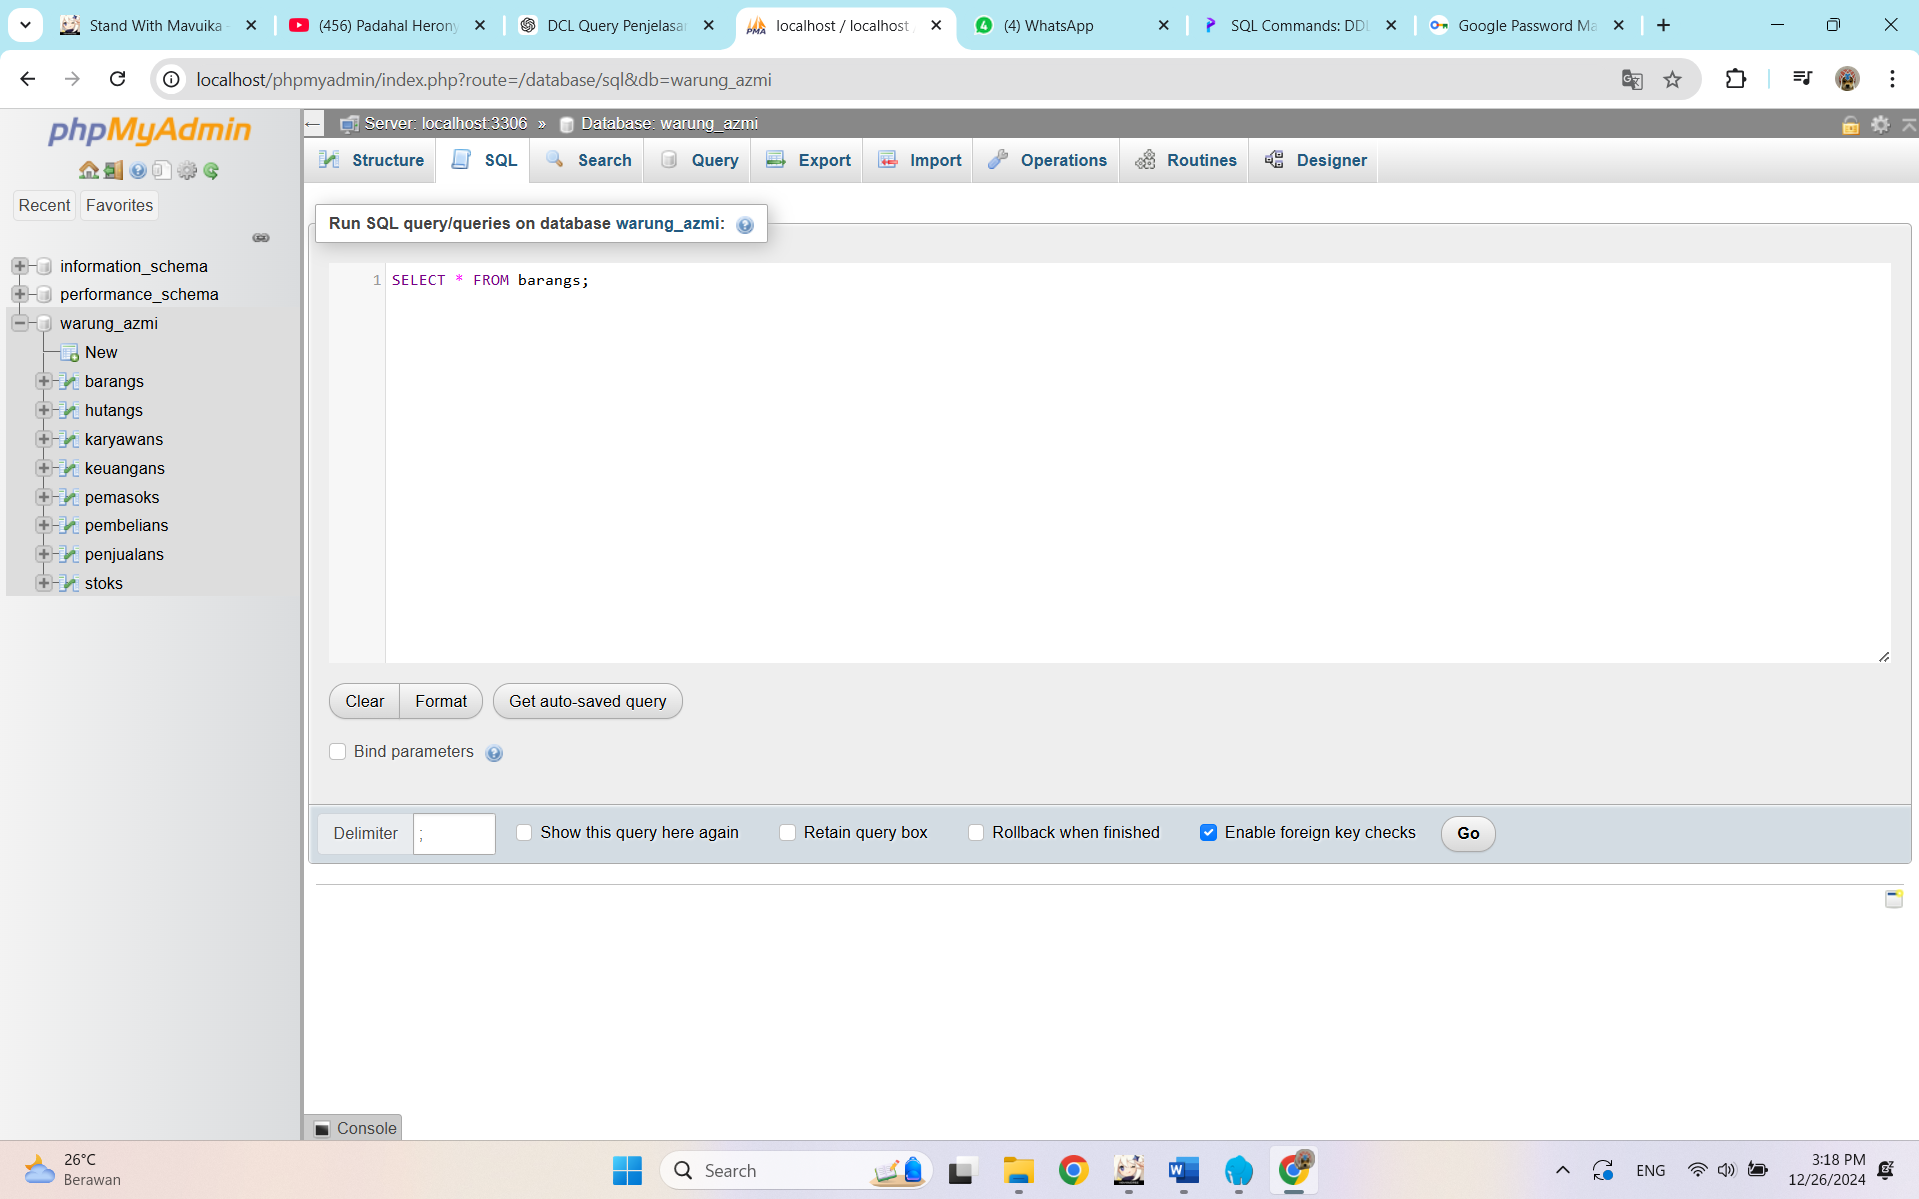 Stand With Mavuika -
(456) Padahal Herony
DCL Query Penjelasan
localhost / localhost /
(4) WhatsApp
SQL Commands: DDL
Google Password Ma
localhost/phpmyadmin/index.php?route=/database/sql&db=warung_azmi
phpMyAdmin
Recent
Favorites
information_schema
performance_schema
warung_azmi
New
barangs
hutangs
karyawans
keuangans
pemasoks
pembelians
penjualans
stoks
Server: localhost:3306 » Database: warung_azmi
Structure
SQL
Search
Query
Export
Import
Operations
Routines
Designer
Run SQL query/queries on database warung_azmi:
1 SELECT * FROM barangs;
Clear
Format
Get auto-saved query
Bind parameters
Delimiter ;
Show this query here again
Retain query box
Rollback when finished
Enable foreign key checks
Go
Console
26°C
Berawan
Search
ENG
3:18 PM
12/26/2024